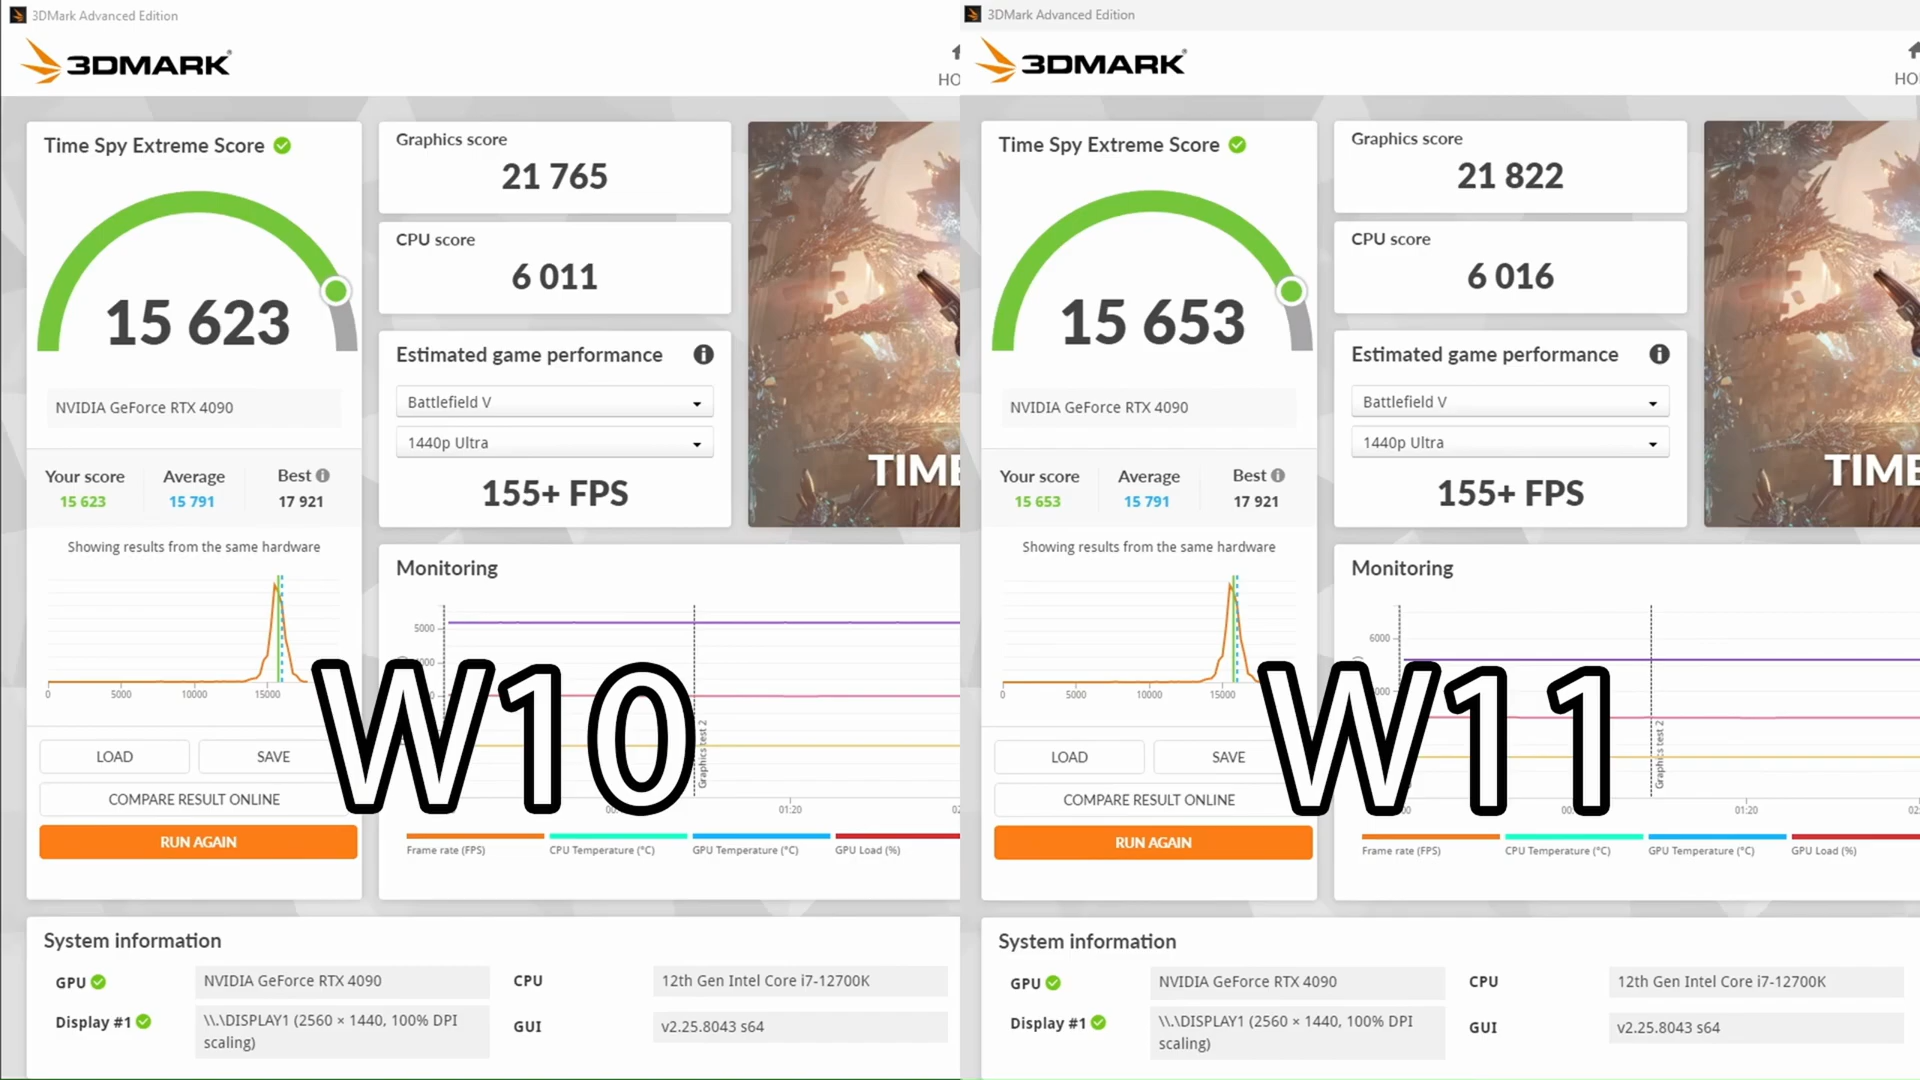 3DMark Advanced Edition
3DMARK
HO
Time Spy Extreme Score
15 623
NVIDIA GeForce RTX 4090
Your score Average Best
15 623 15 791 17 921
Showing results from the same hardware
0 5000 10000 15000
LOAD SAVE
COMPARE RESULT ONLINE
RUN AGAIN
Graphics score
21 765
CPU score
6 011
Estimated game performance
Battlefield V
1440p Ultra
155+ FPS
TIME
Monitoring
5000
Graphics test 2
01:20
Frame rate (FPS) CPU Temperature (°C) GPU Temperature (°C) GPU Load (%)
W10
System information
GPU NVIDIA GeForce RTX 4090 CPU 12th Gen Intel Core i7-12700K
Display #1 \\.\DISPLAY1 (2560 × 1440, 100% DPI
scaling)
GUI v2.25.8043 s64
3DMark Advanced Edition
3DMARK
HO
Time Spy Extreme Score
15 653
NVIDIA GeForce RTX 4090
Your score Average Best
15 653 15 791 17 921
Showing results from the same hardware
0 5000 10000 15000
LOAD SAVE
COMPARE RESULT ONLINE
RUN AGAIN
Graphics score
21 822
CPU score
6 016
Estimated game performance
Battlefield V
1440p Ultra
155+ FPS
TIME
Monitoring
6000
Graphics test 2
01:20
Frame rate (FPS) CPU Temperature (°C) GPU Temperature (°C) GPU Load (%)
W11
System information
GPU NVIDIA GeForce RTX 4090 CPU 12th Gen Intel Core i7-12700K
Display #1 \\.\DISPLAY1 (2560 × 1440, 100% DPI
scaling)
GUI v2.25.8043 s64